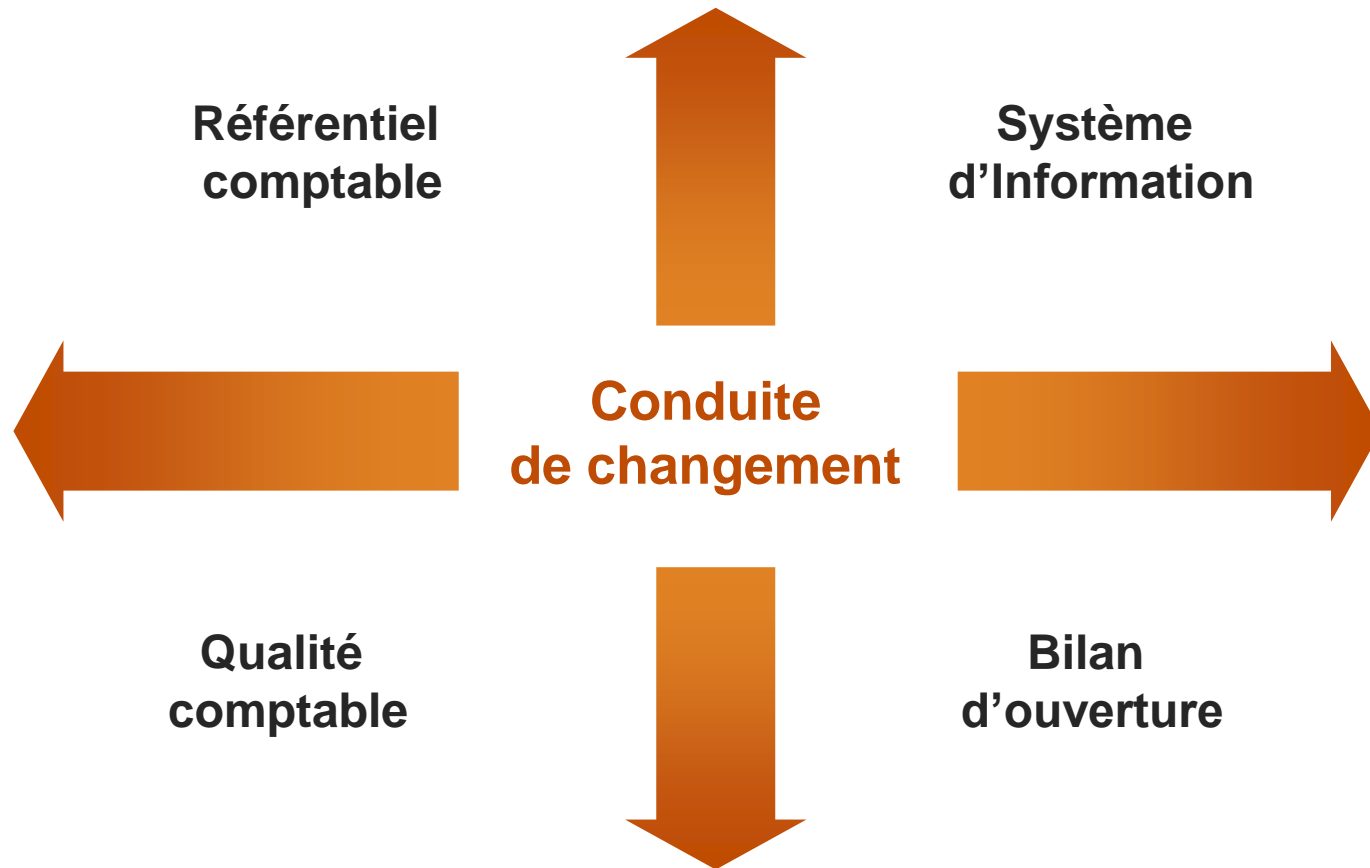 Référentiel
comptable
Système
d’Information
Conduite
de changement
Qualité
comptable
Bilan
d’ouverture